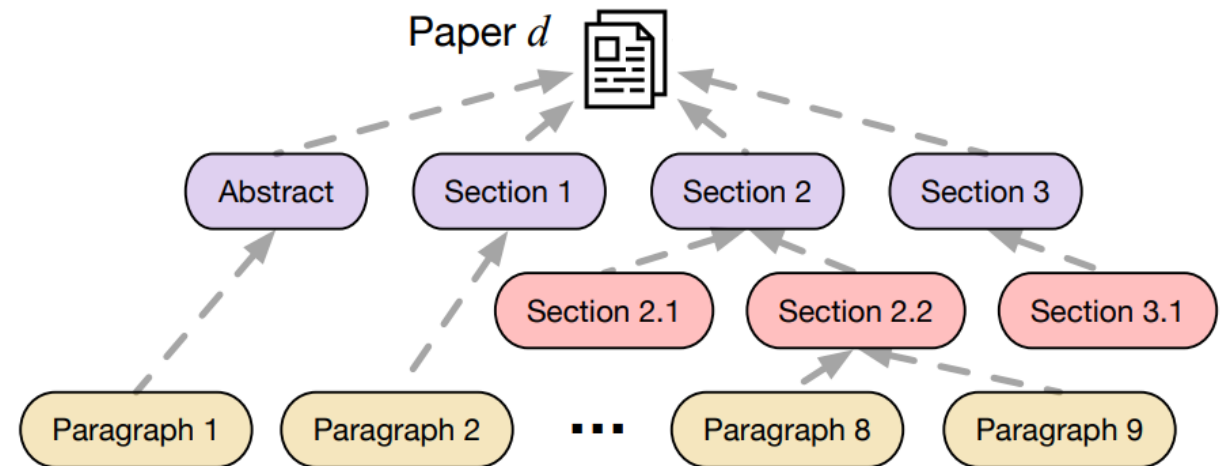 Paper d
Abstract
Section 1
Section 2
Section 3
Section 2.1
Section 2.2
Section 3.1
Paragraph 1
Paragraph 2
...
Paragraph 8
Paragraph 9